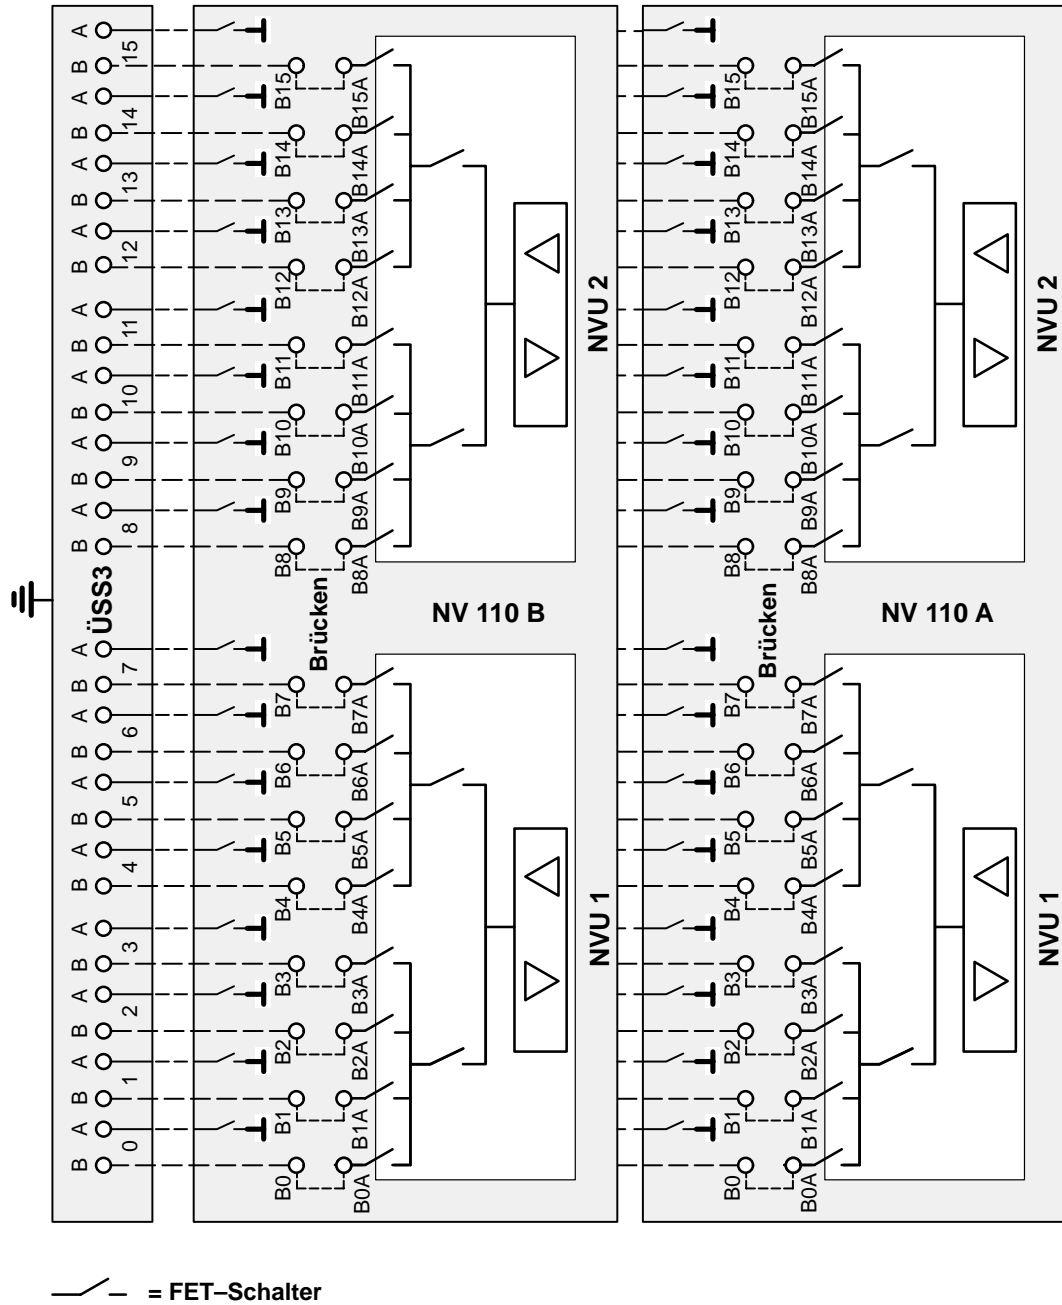 A
B
A
B
A
B
A
B
A
B
A
B
A
B
A
B
15
14
13
12
11
10
9
8
ÜSS3
A
B
A
B
A
B
A
B
A
B
A
B
A
B
A
B
7
6
5
4
3
2
1
0
B15
B14
B13
B12
B11
B10
B9
B8
Brücken
B7
B6
B5
B4
B3
B2
B1
B0
B15A
B14A
B13A
B12A
B11A
B10A
B9A
B8A
B7A
B6A
B5A
B4A
B3A
B2A
B1A
B0A
NV 110 B
NVU 2
NVU 1
B15
B14
B13
B12
B11
B10
B9
B8
Brücken
B7
B6
B5
B4
B3
B2
B1
B0
B15A
B14A
B13A
B12A
B11A
B10A
B9A
B8A
B7A
B6A
B5A
B4A
B3A
B2A
B1A
B0A
NV 110 A
NVU 2
NVU 1
= FET–Schalter